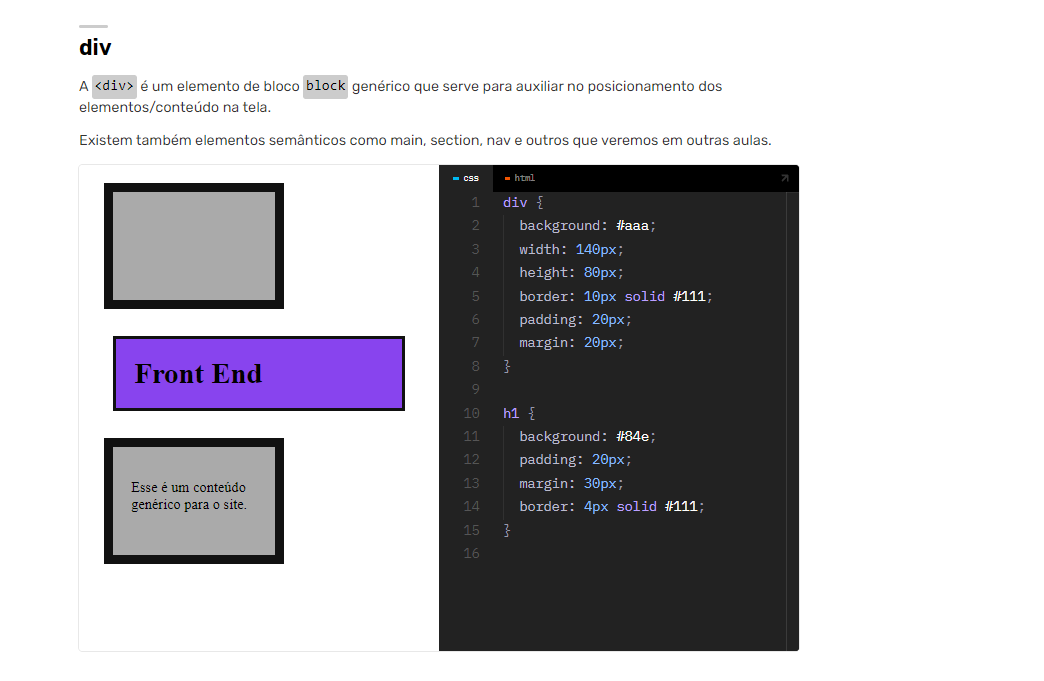 div
A <div> é um elemento de bloco block genérico que serve para auxiliar no posicionamento dos
elementos/conteúdo na tela.
Existem também elementos semânticos como main, section, nav e outros que veremos em outras aulas.
Front End
Esse é um conteúdo
genérico para o site.
css html
1 div {
2 background: #aaa;
3 width: 140px;
4 height: 80px;
5 border: 10px solid #111;
6 padding: 20px;
7 margin: 20px;
8 }
9
10 h1 {
11 background: #84e;
12 padding: 20px;
13 margin: 30px;
14 border: 4px solid #111;
15 }
16